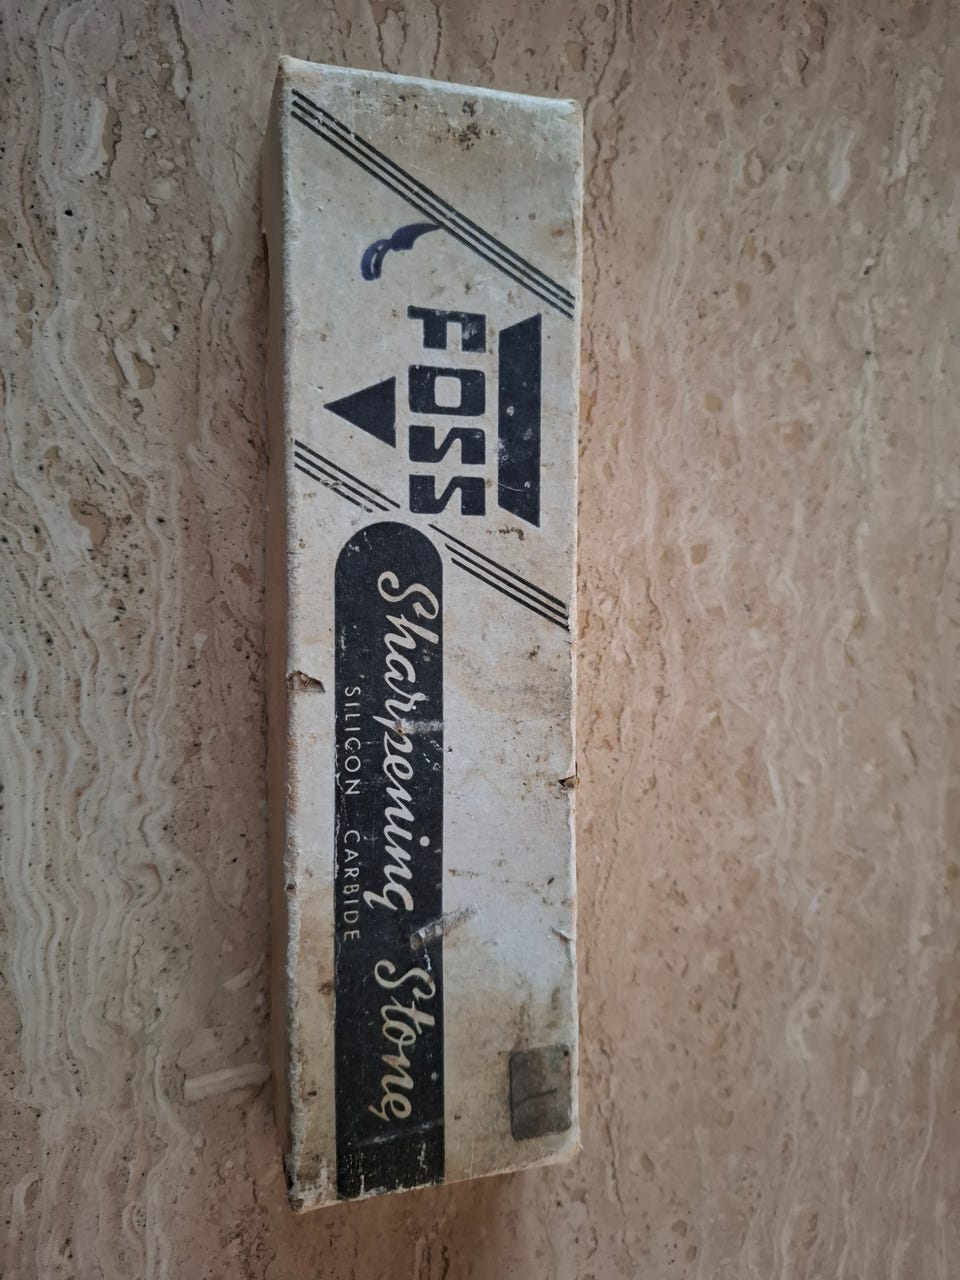 FOSS
Sharpening Stone
SILICON CARBIDE